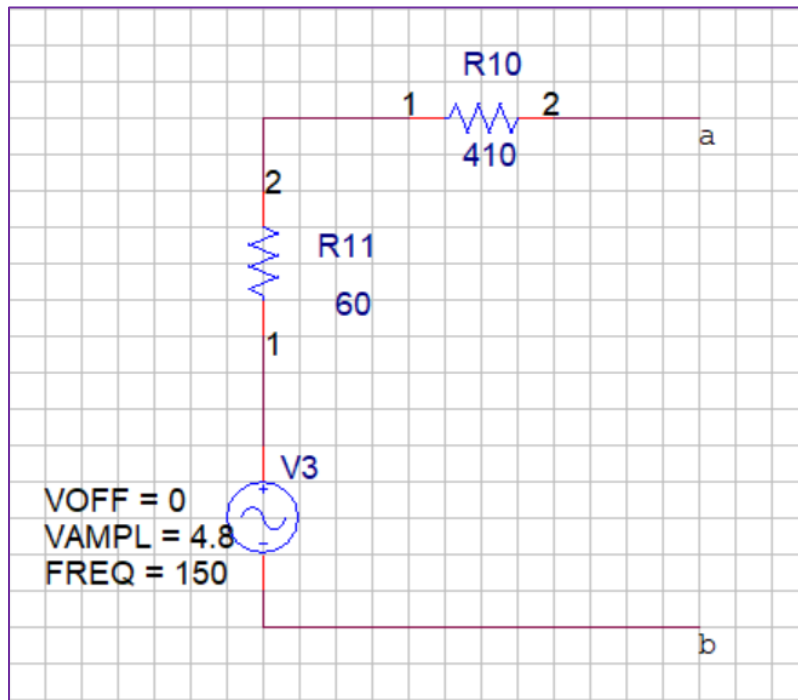 R10
1
2
410
a
2
R11
60
1
V3
VOFF = 0
VAMPL = 4.8
FREQ = 150
b